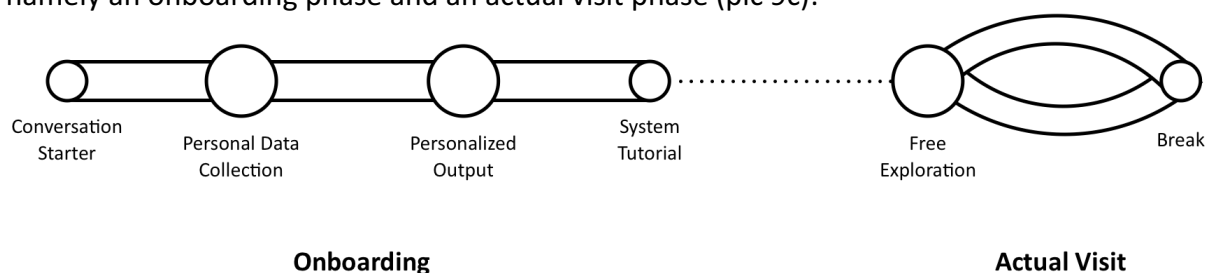 namely an onboarding phase and an actual visit phase (pic 9c).
Conversation
Starter
Personal Data
Collection
Personalized
Output
System
Tutorial
Free
Exploration
Break
Onboarding
Actual Visit